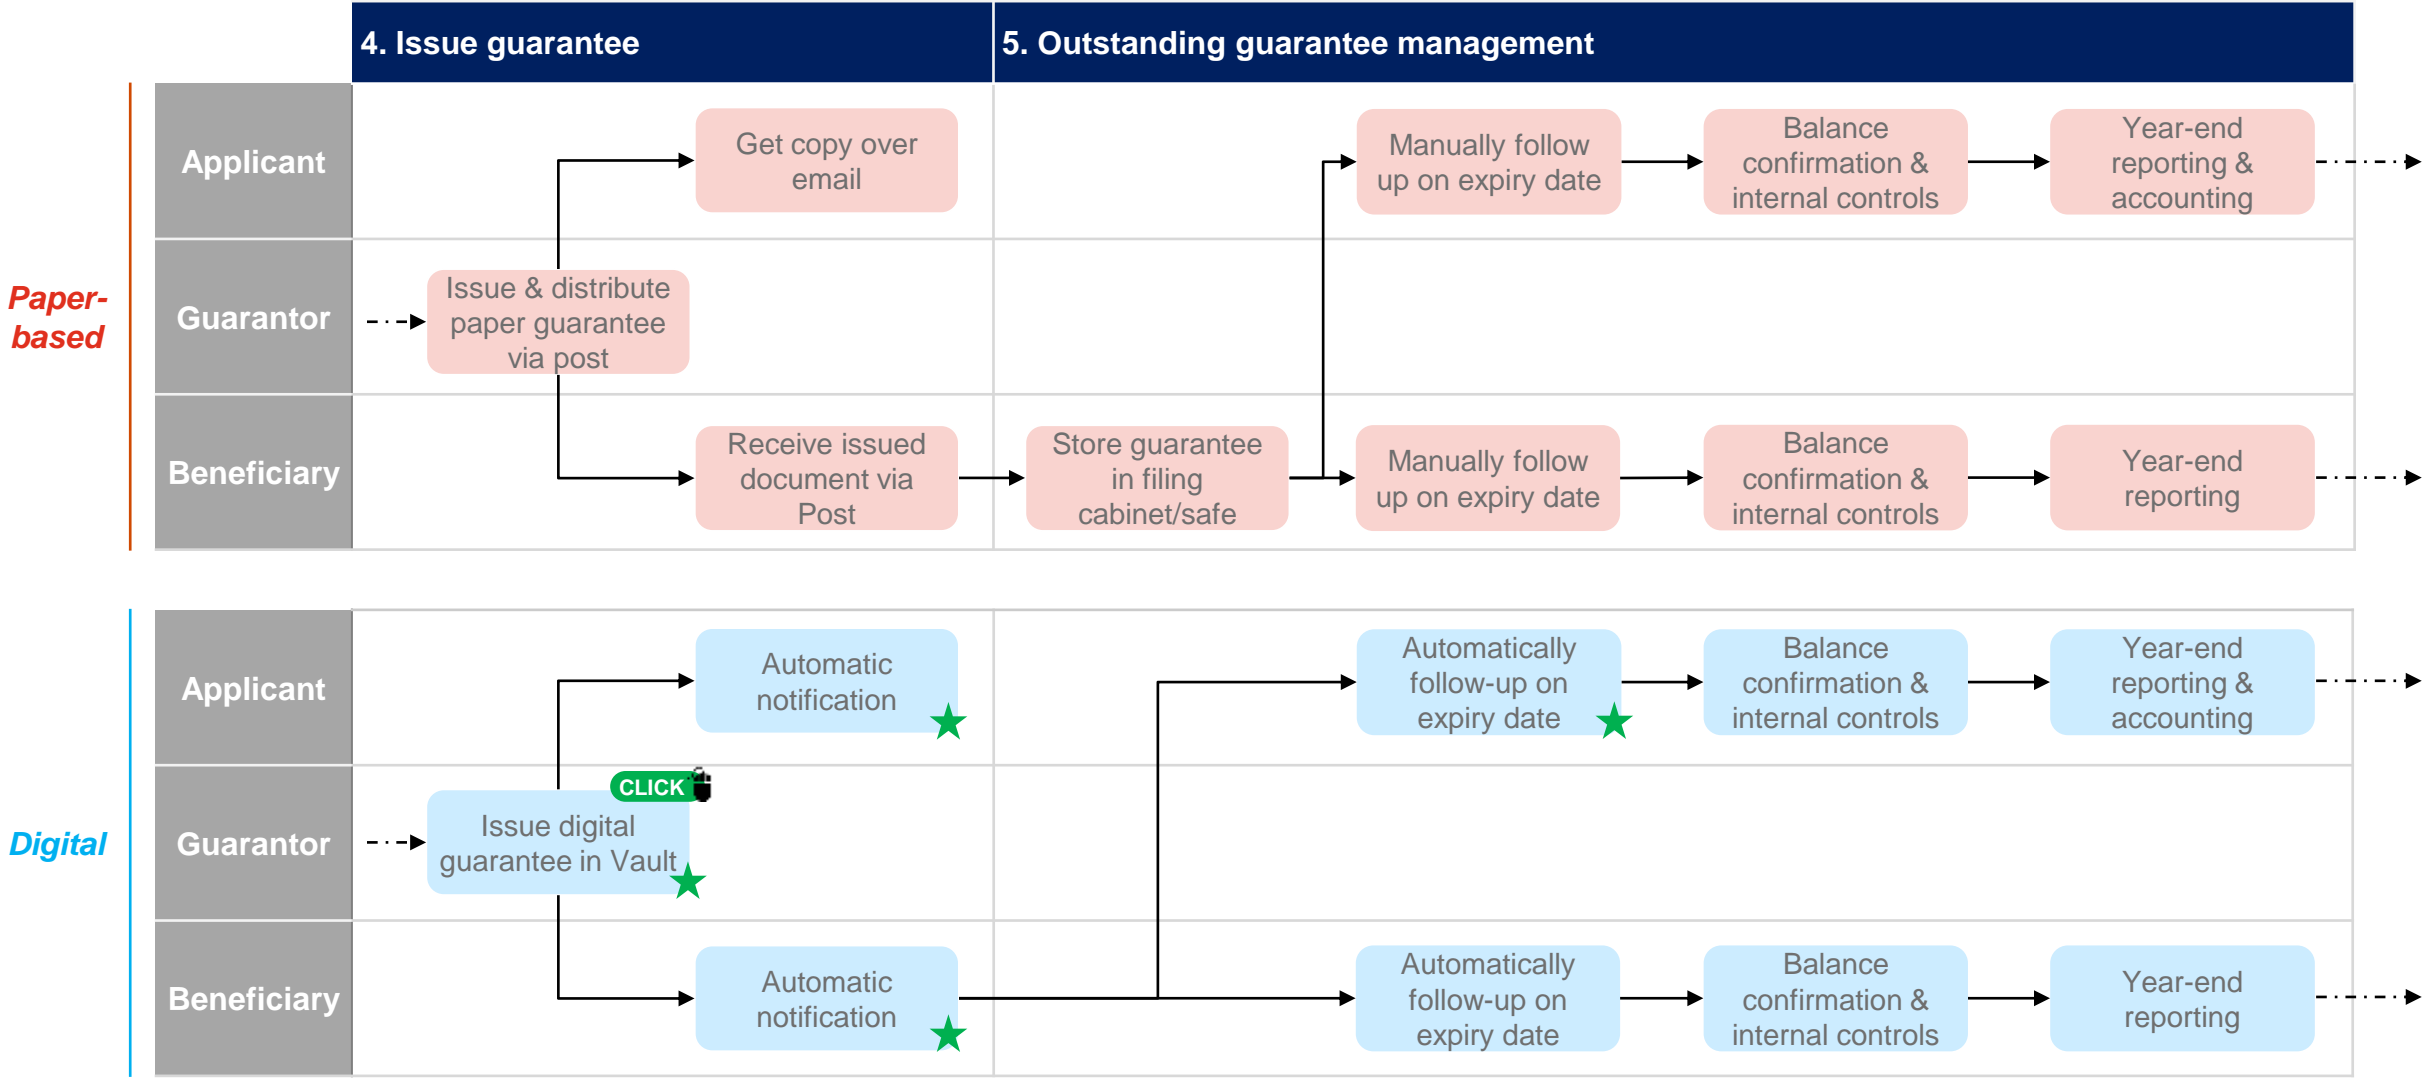 4. Issue guarantee
5. Outstanding guarantee management
Paper-
based
Applicant
Get copy over
email
Manually follow
up on expiry date
Balance
confirmation &
internal controls
Year-end
reporting &
accounting
Guarantor
Issue & distribute
paper guarantee
via post
Beneficiary
Receive issued
document via
Post
Store guarantee
in filing
cabinet/safe
Manually follow
up on expiry date
Balance
confirmation &
internal controls
Year-end
reporting
Digital
Applicant
Automatic
notification
Automatically
follow-up on
expiry date
Balance
confirmation &
internal controls
Year-end
reporting &
accounting
Guarantor
CLICK
Issue digital
guarantee in Vault
Beneficiary
Automatic
notification
Automatically
follow-up on
expiry date
Balance
confirmation &
internal controls
Year-end
reporting